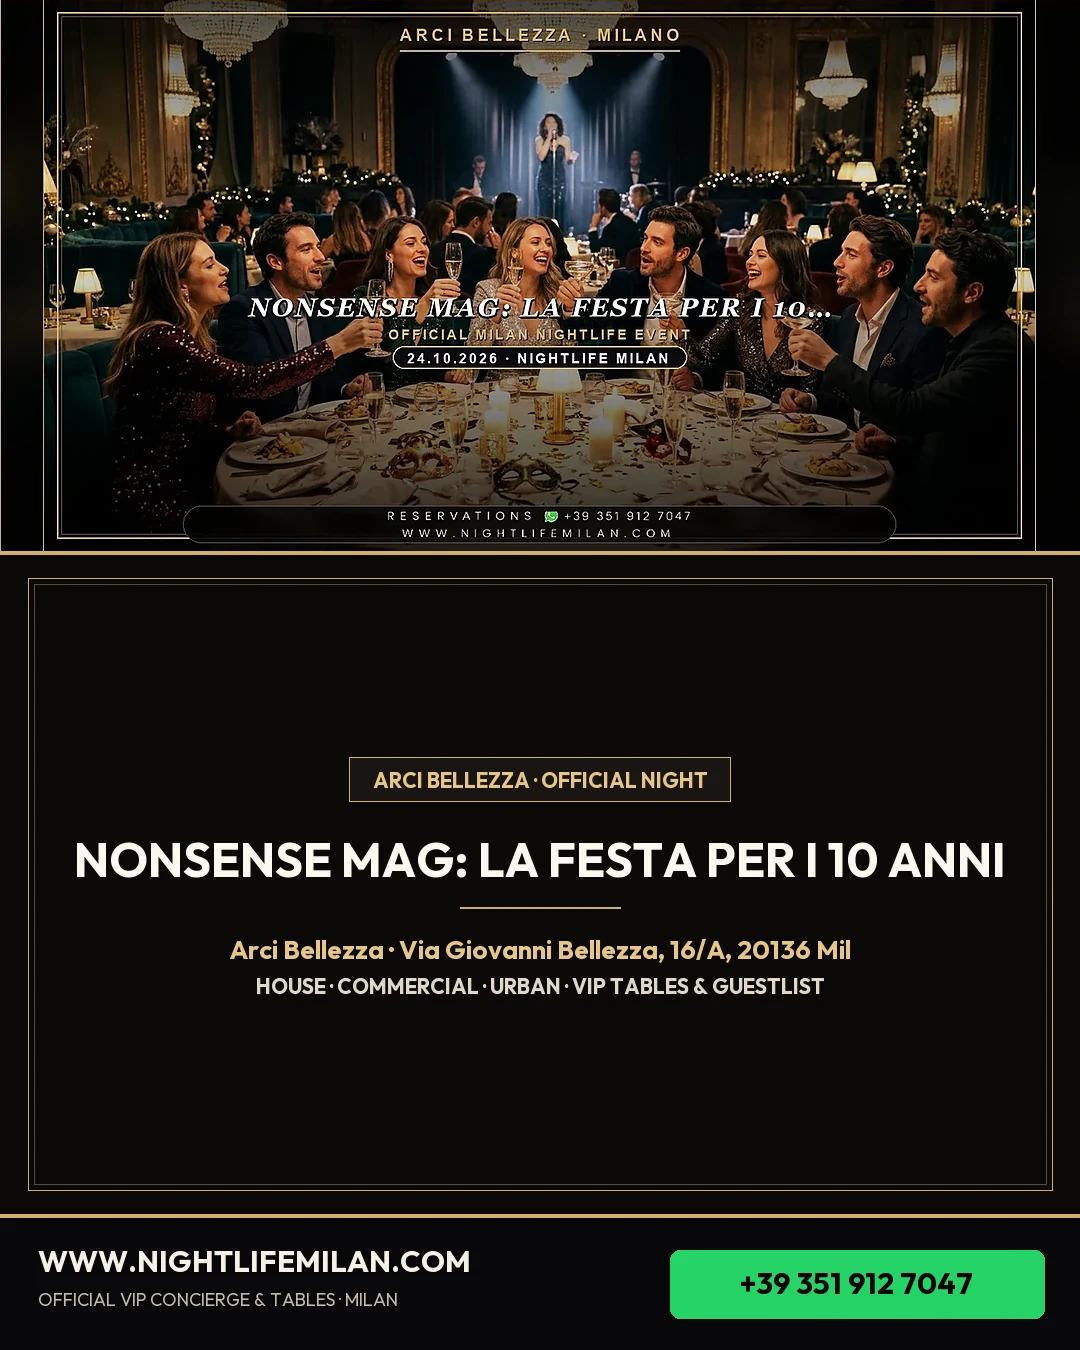 ARCI BELLEZZA · MILANO
NONSENSE MAG: LA FESTA PER I 10...
OFFICIAL MILAN NIGHTLIFE EVENT
24.10.2026 · NIGHTLIFE MILAN
RESERVATIONS +39 351 912 7047
WWW.NIGHTLIFEMILAN.COM
ARCI BELLEZZA · OFFICIAL NIGHT
NONSENSE MAG: LA FESTA PER I 10 ANNI
Arci Bellezza · Via Giovanni Bellezza, 16/A, 20136 Mil
HOUSE · COMMERCIAL · URBAN · VIP TABLES & GUESTLIST
WWW.NIGHTLIFEMILAN.COM
OFFICIAL VIP CONCIERGE & TABLES · MILAN
+39 351 912 7047